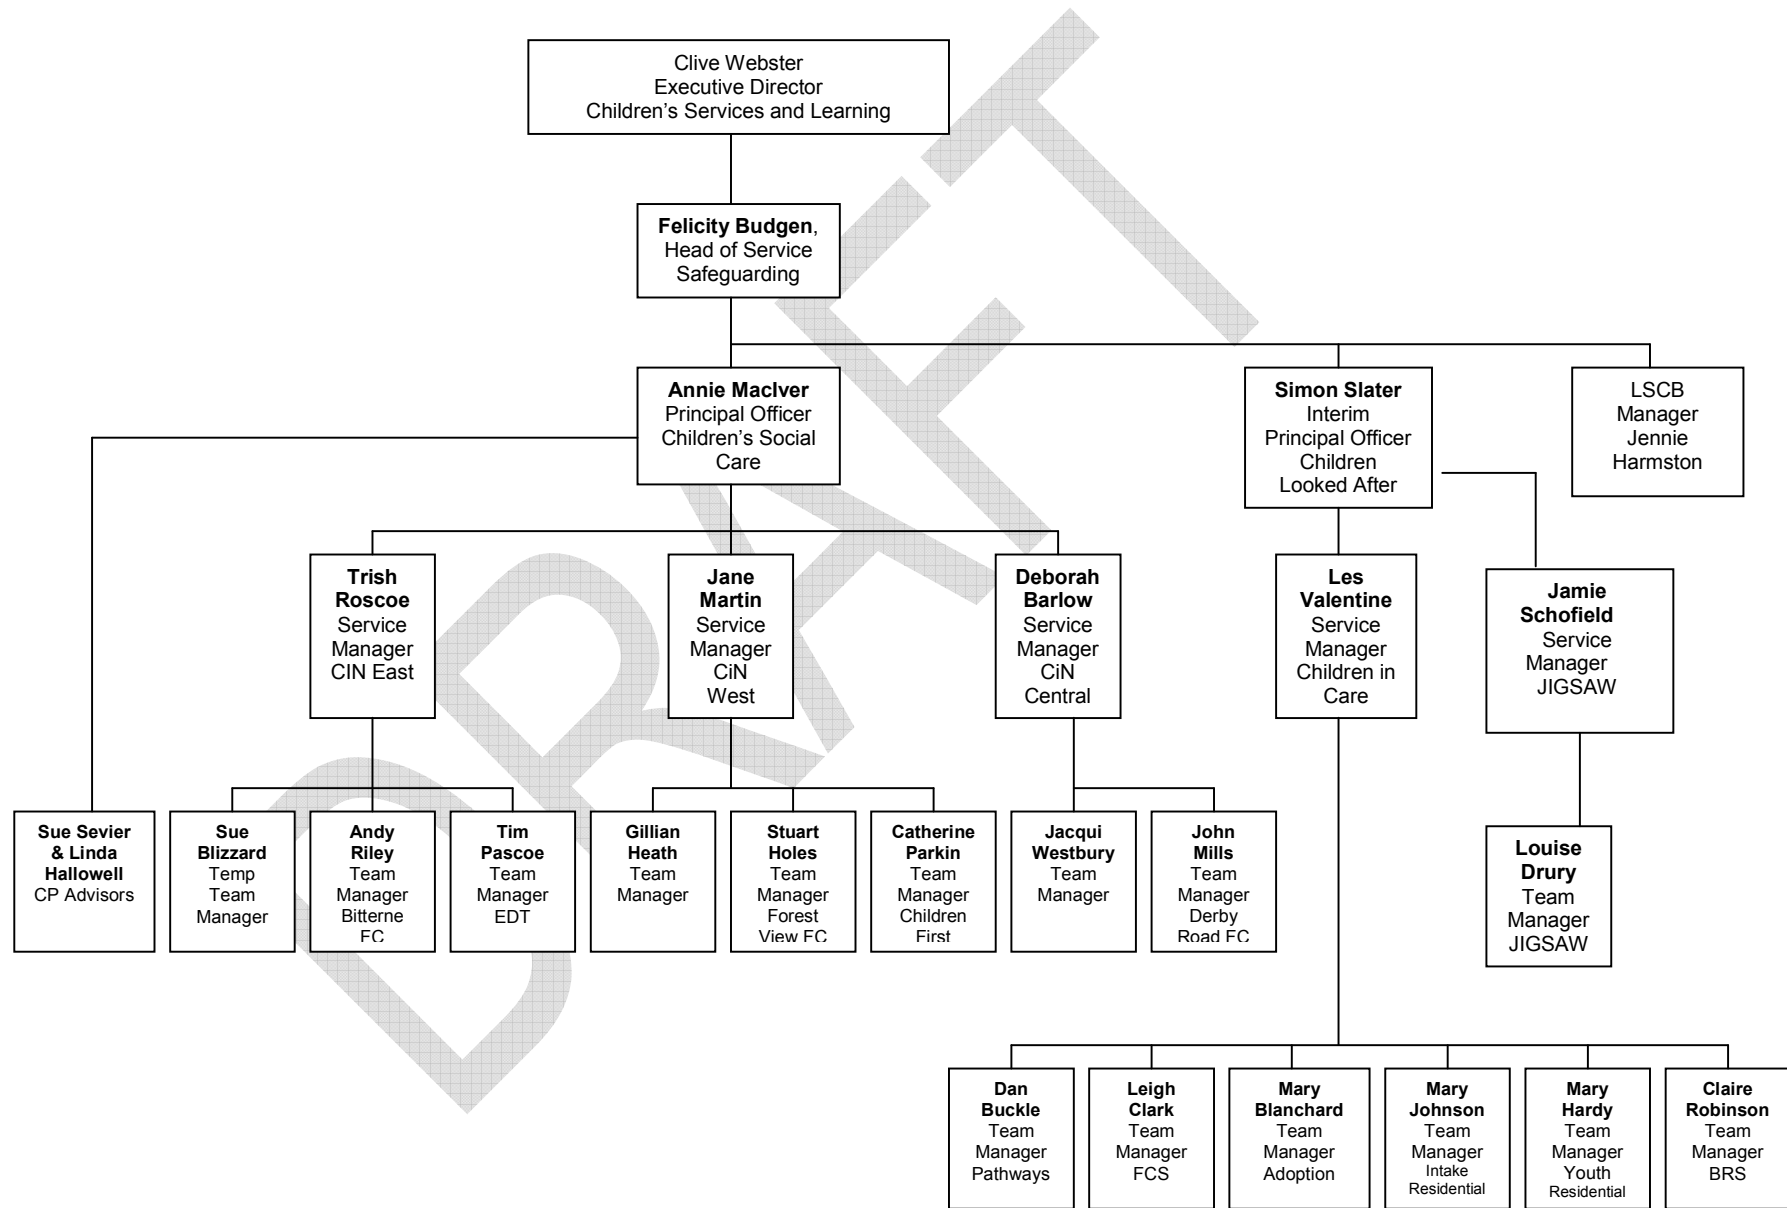 Clive Webster
Executive Director
Children's Services and Learning
Felicity Budgen,
Head of Service
Safeguarding
Annie MacIver
Principal Officer
Children's Social
Care
Simon Slater
Interim
Principal Officer
Children
Looked After
LSCB
Manager
Jennie
Harmston
Trish
Roscoe
Service
Manager
CIN East
Jane
Martin
Service
Manager
CiN
West
Deborah
Barlow
Service
Manager
CiN
Central
Les
Valentine
Service
Manager
Children in
Care
Jamie
Schofield
Service
Manager
JIGSAW
Sue Sevier
& Linda
Hallowell
CP Advisors
Sue
Blizzard
Temp
Team
Manager
Andy
Riley
Team
Manager
Bitterne
FC
Tim
Pascoe
Team
Manager
EDT
Gillian
Heath
Team
Manager
Stuart
Holes
Team
Manager
Forest
View FC
Catherine
Parkin
Team
Manager
Children
First
Jacqui
Westbury
Team
Manager
John
Mills
Team
Manager
Derby
Road FC
Louise
Drury
Team
Manager
JIGSAW
Dan
Buckle
Team
Manager
Pathways
Leigh
Clark
Team
Manager
FCS
Mary
Blanchard
Team
Manager
Adoption
Mary
Johnson
Team
Manager
Intake
Residential
Mary
Hardy
Team
Manager
Youth
Residential
Claire
Robinson
Team
Manager
BRS
DRAFT